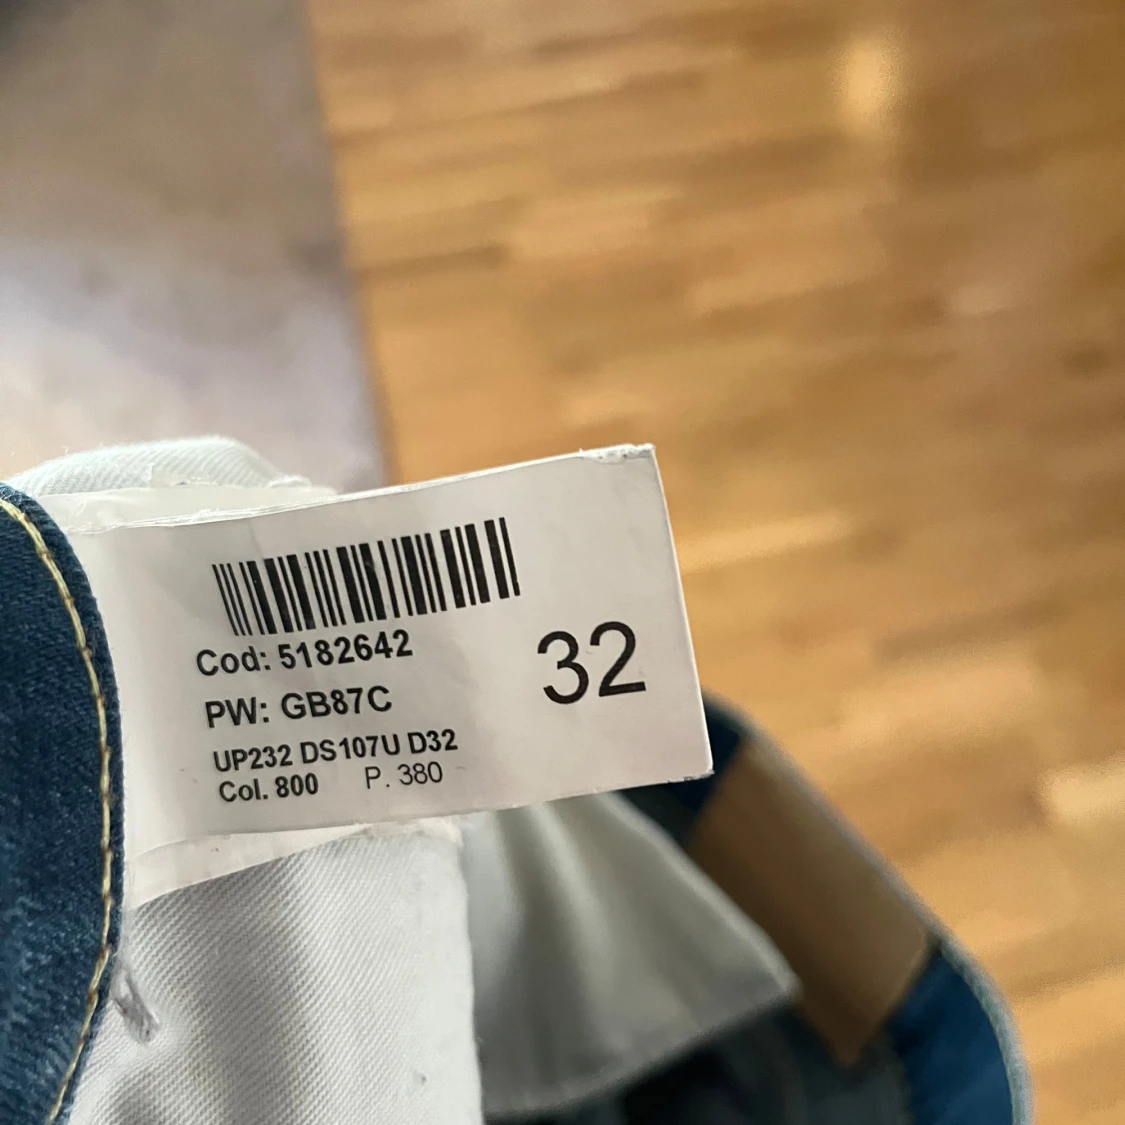 Cod: 5182642
PW: GB87C
32
UP232 DS107U D32
Col. 800 P. 380